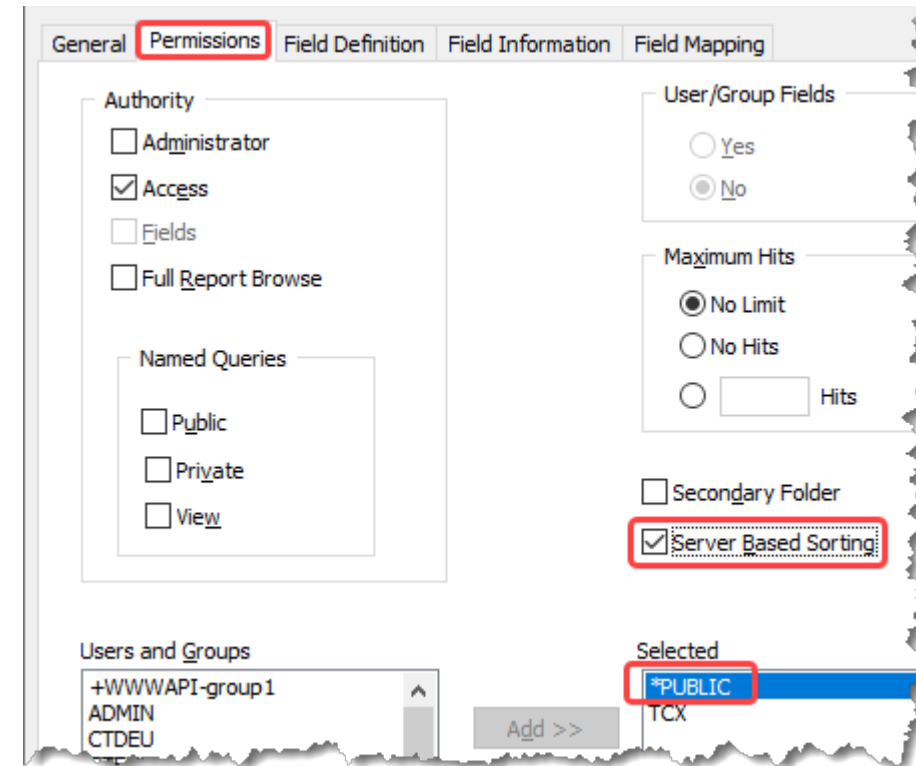 General Permissions Field Definition Field Information Field Mapping
Authority
Administrator
Access
Fields
Full Report Browse
Named Queries
Public
Private
View
User/Group Fields
Yes
No
Maximum Hits
No Limit
No Hits
Hits
Secondary Folder
Server Based Sorting
Users and Groups
+WWWAPI-group1
ADMIN
CTDEU
Add >>
Selected
*PUBLIC
TCX